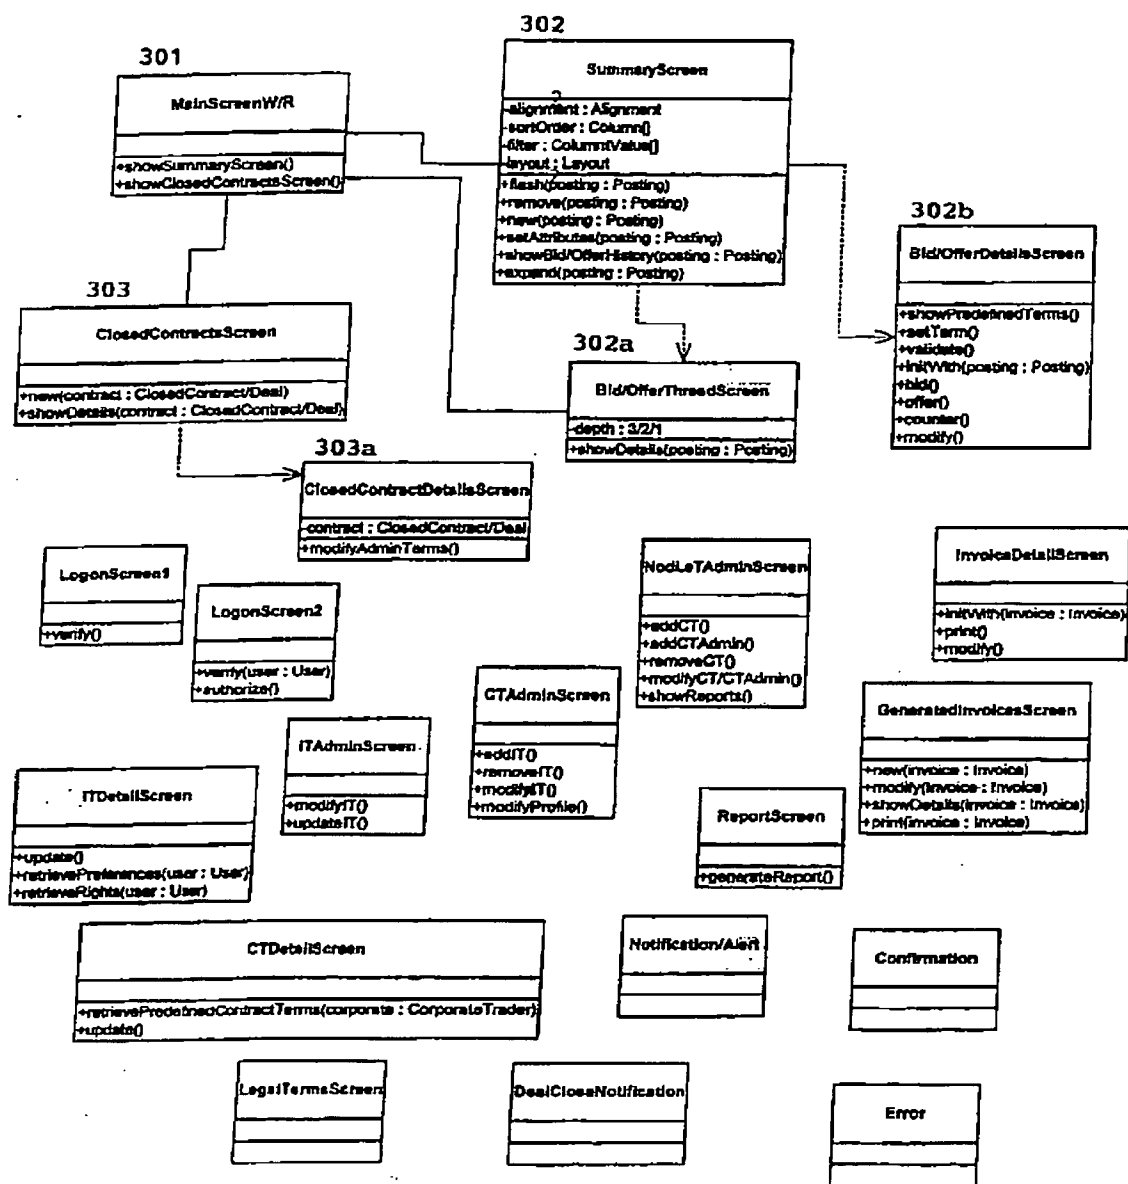 302
SummaryScreen
-alignment : Alignment
-sortOrder : Column[]
-filter : ColumntValue[]
-layout : Layout
+flash(posting : Posting)
+remove(posting : Posting)
+new(posting : Posting)
+setAttributes(posting : Posting)
+showBid/OfferHistory(posting : Posting)
+expand(posting : Posting)
301
MainScreenW/R
+showSummaryScreen()
+showClosedContractsScreen()
302b
Bid/OfferDetailsScreen
+showPredefinedTerms()
+setTerm()
+validate()
+initWith(posting : Posting)
+bid()
+offer()
+counter()
+modify()
303
ClosedContractsScreen
+new(contract : ClosedContract/Deal)
+showDetails(contract : ClosedContract/Deal)
302a
Bid/OfferThreadScreen
-depth : 3/2/1
+showDetails(posting : Posting)
303a
ClosedContractDetailsScreen
-contract : ClosedContract/Deal
+modifyAdminTerms()
LogonScreen1
+verify()
LogonScreen2
+verify(user : User)
+authorize()
NodLeTAdminScreen
+addCT()
+addCTAdmin()
+removeCT()
+modifyCT/CTAdmin()
+showReports()
InvoiceDetailScreen
+initWith(invoice : Invoice)
+print()
+modify()
CTAdminScreen
+addIT()
+removeIT()
+modifyIT()
+modifyProfile()
GeneratedInvoicesScreen
+new(invoice : Invoice)
+modify(invoice : Invoice)
+showDetails(invoice : Invoice)
+print(invoice : Invoice)
ITAdminScreen
+modifyIT()
+updateIT()
ITDetailScreen
+update()
+retrievePreferences(user : User)
+retrieveRights(user : User)
ReportScreen
+generateReport()
CTDetailScreen
+retrievePredefinedContractTerms(corporate : CorporateTrader)
+update()
Notification/Alert
Confirmation
LegalTermsScreen
DealCloseNotification
Error